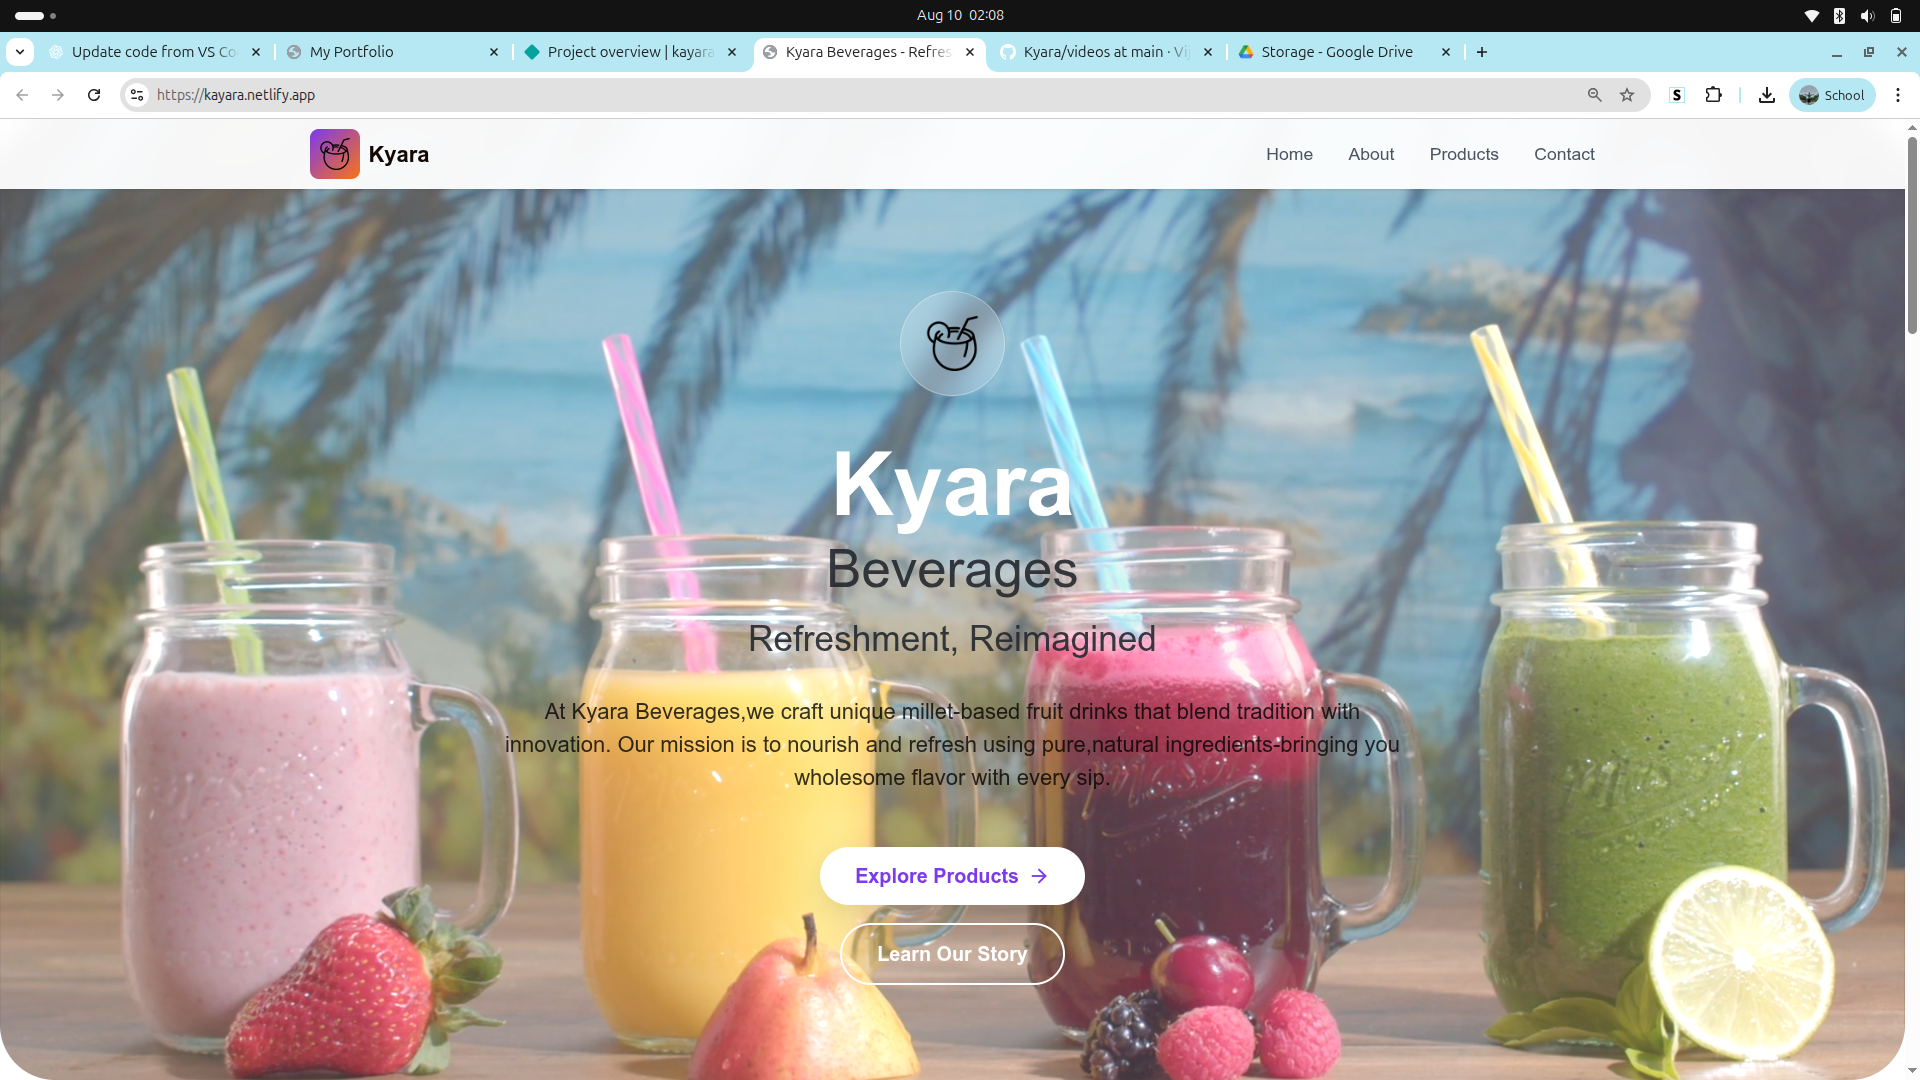 Aug 10 02:08
Update code from VS Co
My Portfolio
Project overview | kayara
Kyara Beverages - Refres
Kyara/videos at main · Vij
Storage - Google Drive
https://kayara.netlify.app
S
School
Kyara
Home
About
Products
Contact
Kyara
Beverages
Refreshment, Reimagined
At Kyara Beverages,we craft unique millet-based fruit drinks that blend tradition with
innovation. Our mission is to nourish and refresh using pure,natural ingredients-bringing you
wholesome flavor with every sip.
Explore Products →
Learn Our Story